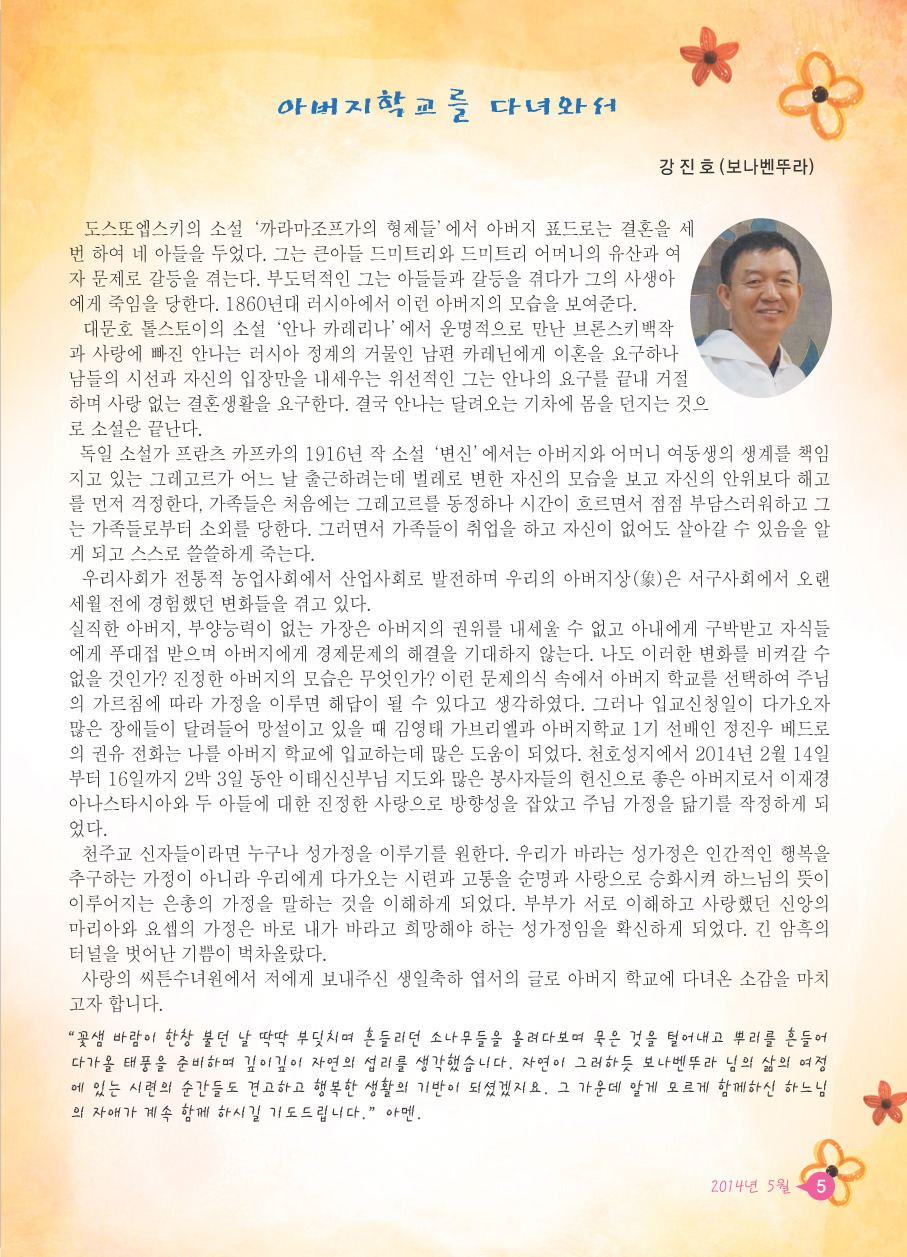 아버지학교를 다녀와서
강 진 호 (보나벤뚜라)
도스또옙스키의 소설 ‘까라마조프가의 형제들’에서 아버지 표드로는 결혼을 세
번 하여 네 아들을 두었다. 그는 큰아들 드미트리와 드미트리 어머니의 유산과 여
자 문제로 갈등을 겪는다. 부도덕적인 그는 아들들과 갈등을 겪다가 그의 사생아
에게 죽임을 당한다. 1860년대 러시아에서 이런 아버지의 모습을 보여준다.
대문호 톨스토이의 소설 ‘안나 카레리나’에서 운명적으로 만난 브론스키백작
과 사랑에 빠진 안나는 러시아 정계의 거물인 남편 카레닌에게 이혼을 요구하나
남들의 시선과 자신의 입장만을 내세우는 위선적인 그는 안나의 요구를 끝내 거절
하며 사랑 없는 결혼생활을 요구한다. 결국 안나는 달려오는 기차에 몸을 던지는 것으
로 소설은 끝난다.
독일 소설가 프란츠 카프카의 1916년 작 소설 ‘변신’에서는 아버지와 어머니 여동생의 생계를 책임
지고 있는 그레고르가 어느 날 출근하려는데 벌레로 변한 자신의 모습을 보고 자신의 안위보다 해고
를 먼저 걱정한다, 가족들은 처음에는 그레고르를 동정하나 시간이 흐르면서 점점 부담스러워하고 그
는 가족들로부터 소외를 당한다. 그러면서 가족들이 취업을 하고 자신이 없어도 살아갈 수 있음을 알
게 되고 스스로 쓸쓸하게 죽는다.
우리사회가 전통적 농업사회에서 산업사회로 발전하며 우리의 아버지상(象)은 서구사회에서 오랜
세월 전에 경험했던 변화들을 겪고 있다.
실직한 아버지, 부양능력이 없는 가장은 아버지의 권위를 내세울 수 없고 아내에게 구박받고 자식들
에게 푸대접 받으며 아버지에게 경제문제의 해결을 기대하지 않는다. 나도 이러한 변화를 비켜갈 수
없을 것인가? 진정한 아버지의 모습은 무엇인가? 이런 문제의식 속에서 아버지 학교를 선택하여 주님
의 가르침에 따라 가정을 이루면 해답이 될 수 있다고 생각하였다. 그러나 입교신청일이 다가오자
많은 장애들이 달려들어 망설이고 있을 때 김영태 가브리엘과 아버지학교 1기 선배인 정진우 베드로
의 권유 전화는 나를 아버지 학교에 입교하는데 많은 도움이 되었다. 천호성지에서 2014년 2월 14일
부터 16일까지 2박 3일 동안 이태신신부님 지도와 많은 봉사자들의 헌신으로 좋은 아버지로서 이재경
아나스타시아와 두 아들에 대한 진정한 사랑으로 방향성을 잡았고 주님 가정을 닮기를 작정하게 되
었다.
천주교 신자들이라면 누구나 성가정을 이루기를 원한다. 우리가 바라는 성가정은 인간적인 행복을
추구하는 가정이 아니라 우리에게 다가오는 시련과 고통을 순명과 사랑으로 승화시켜 하느님의 뜻이
이루어지는 은총의 가정을 말하는 것을 이해하게 되었다. 부부가 서로 이해하고 사랑했던 신앙의
마리아와 요셉의 가정은 바로 내가 바라고 희망해야 하는 성가정임을 확신하게 되었다. 긴 암흑의
터널을 벗어난 기쁨이 벅차올랐다.
사랑의 씨튼수녀원에서 저에게 보내주신 생일축하 엽서의 글로 아버지 학교에 다녀온 소감을 마치
고자 합니다.
“꽃샘 바람이 한창 불던 날 딱딱 부딪치며 흔들리던 소나무들을 올려다보며 묵은 것을 털어내고 뿌리를 흔들어
다가올 태풍을 준비하며 깊이깊이 자연의 섭리를 생각했습니다. 자연이 그러하듯 보나벤뚜라 님의 삶의 여정
에 있는 시련의 순간들도 견고하고 행복한 생활의 기반이 되셨겠지요. 그 가운데 알게 모르게 함께하신 하느님
의 자애가 계속 함께 하시길 기도드립니다.” 아멘.
2014년 5월 5